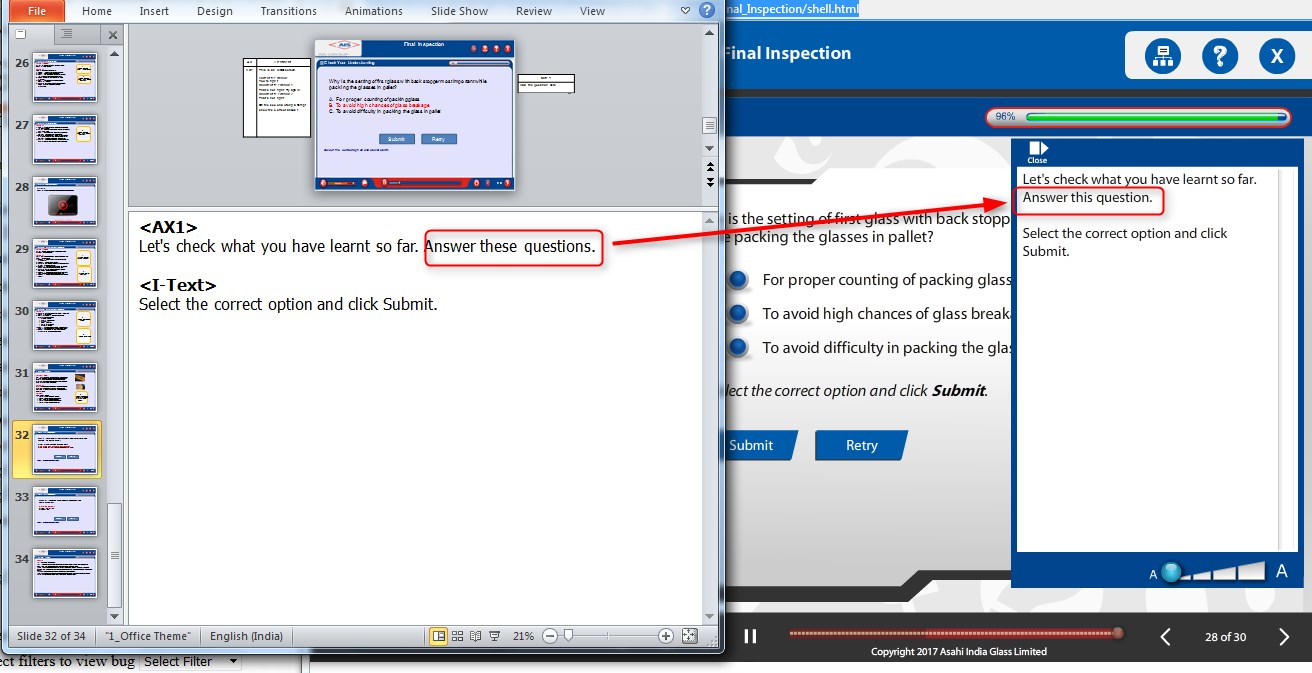 File Home Insert Design Transitions Animations Slide Show Review View ?
26
27
28
29
30
31
32
33
34
AIS
Final Inspection
Check Your Understanding
Why is the setting of first glass with back stopper most important while
packing the glasses in pallet?
A. For proper counting of packing glass
B. To avoid high chances of glass breakage
C. To avoid difficulty in packing the glass in pallet
Submit Retry
<AX1>
Let's check what you have learnt so far. Answer these questions.
<I-Text>
Select the correct option and click Submit.
Slide 32 of 34 "1_Office Theme" English (India) 21%
ect filters to view bug Select Filter
nal_Inspection/shell.html
Final Inspection
? X
96%
Close
Let's check what you have learnt so far.
Answer this question.
Select the correct option and click
Submit.
is the setting of first glass with back stopp
e packing the glasses in pallet?
For proper counting of packing glass
To avoid high chances of glass break
To avoid difficulty in packing the glas
lect the correct option and click Submit.
Submit Retry
A A
28 of 30
Copyright 2017 Asahi India Glass Limited